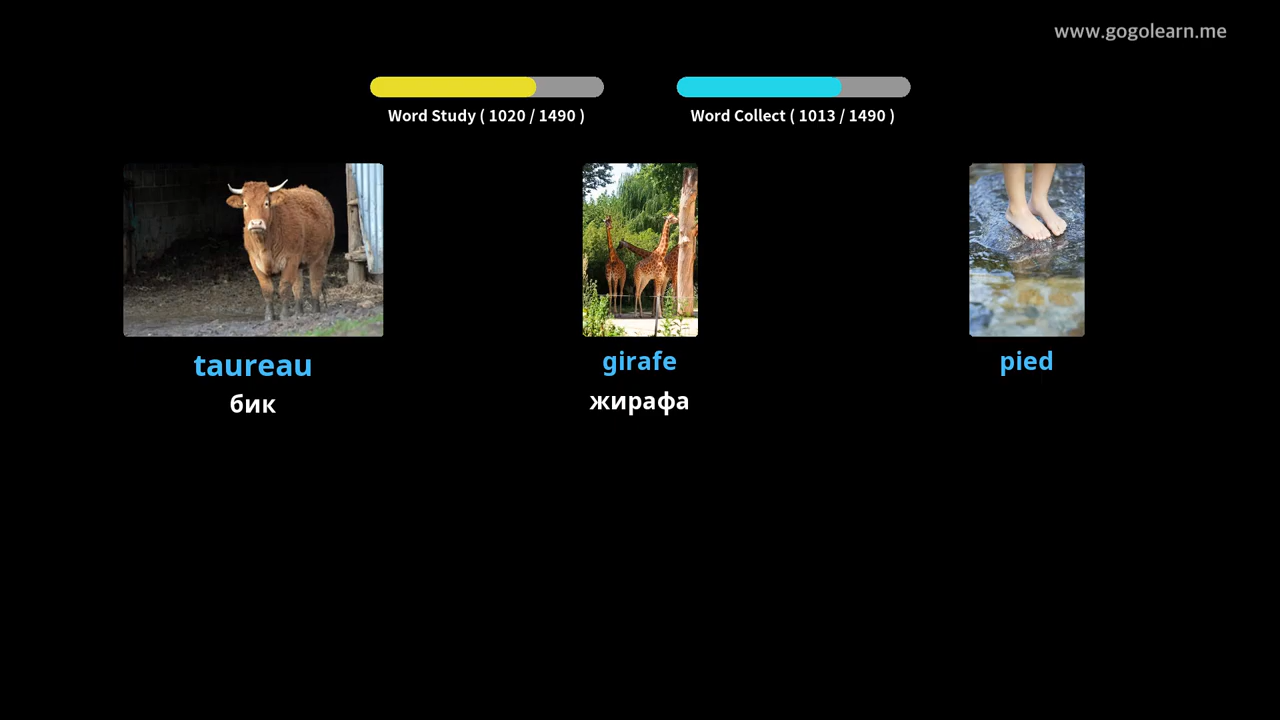 www.gogolearn.me
Word Study ( 1020 / 1490 )
Word Collect ( 1013 / 1490 )
taureau
girafe
pied
бик
жирафа